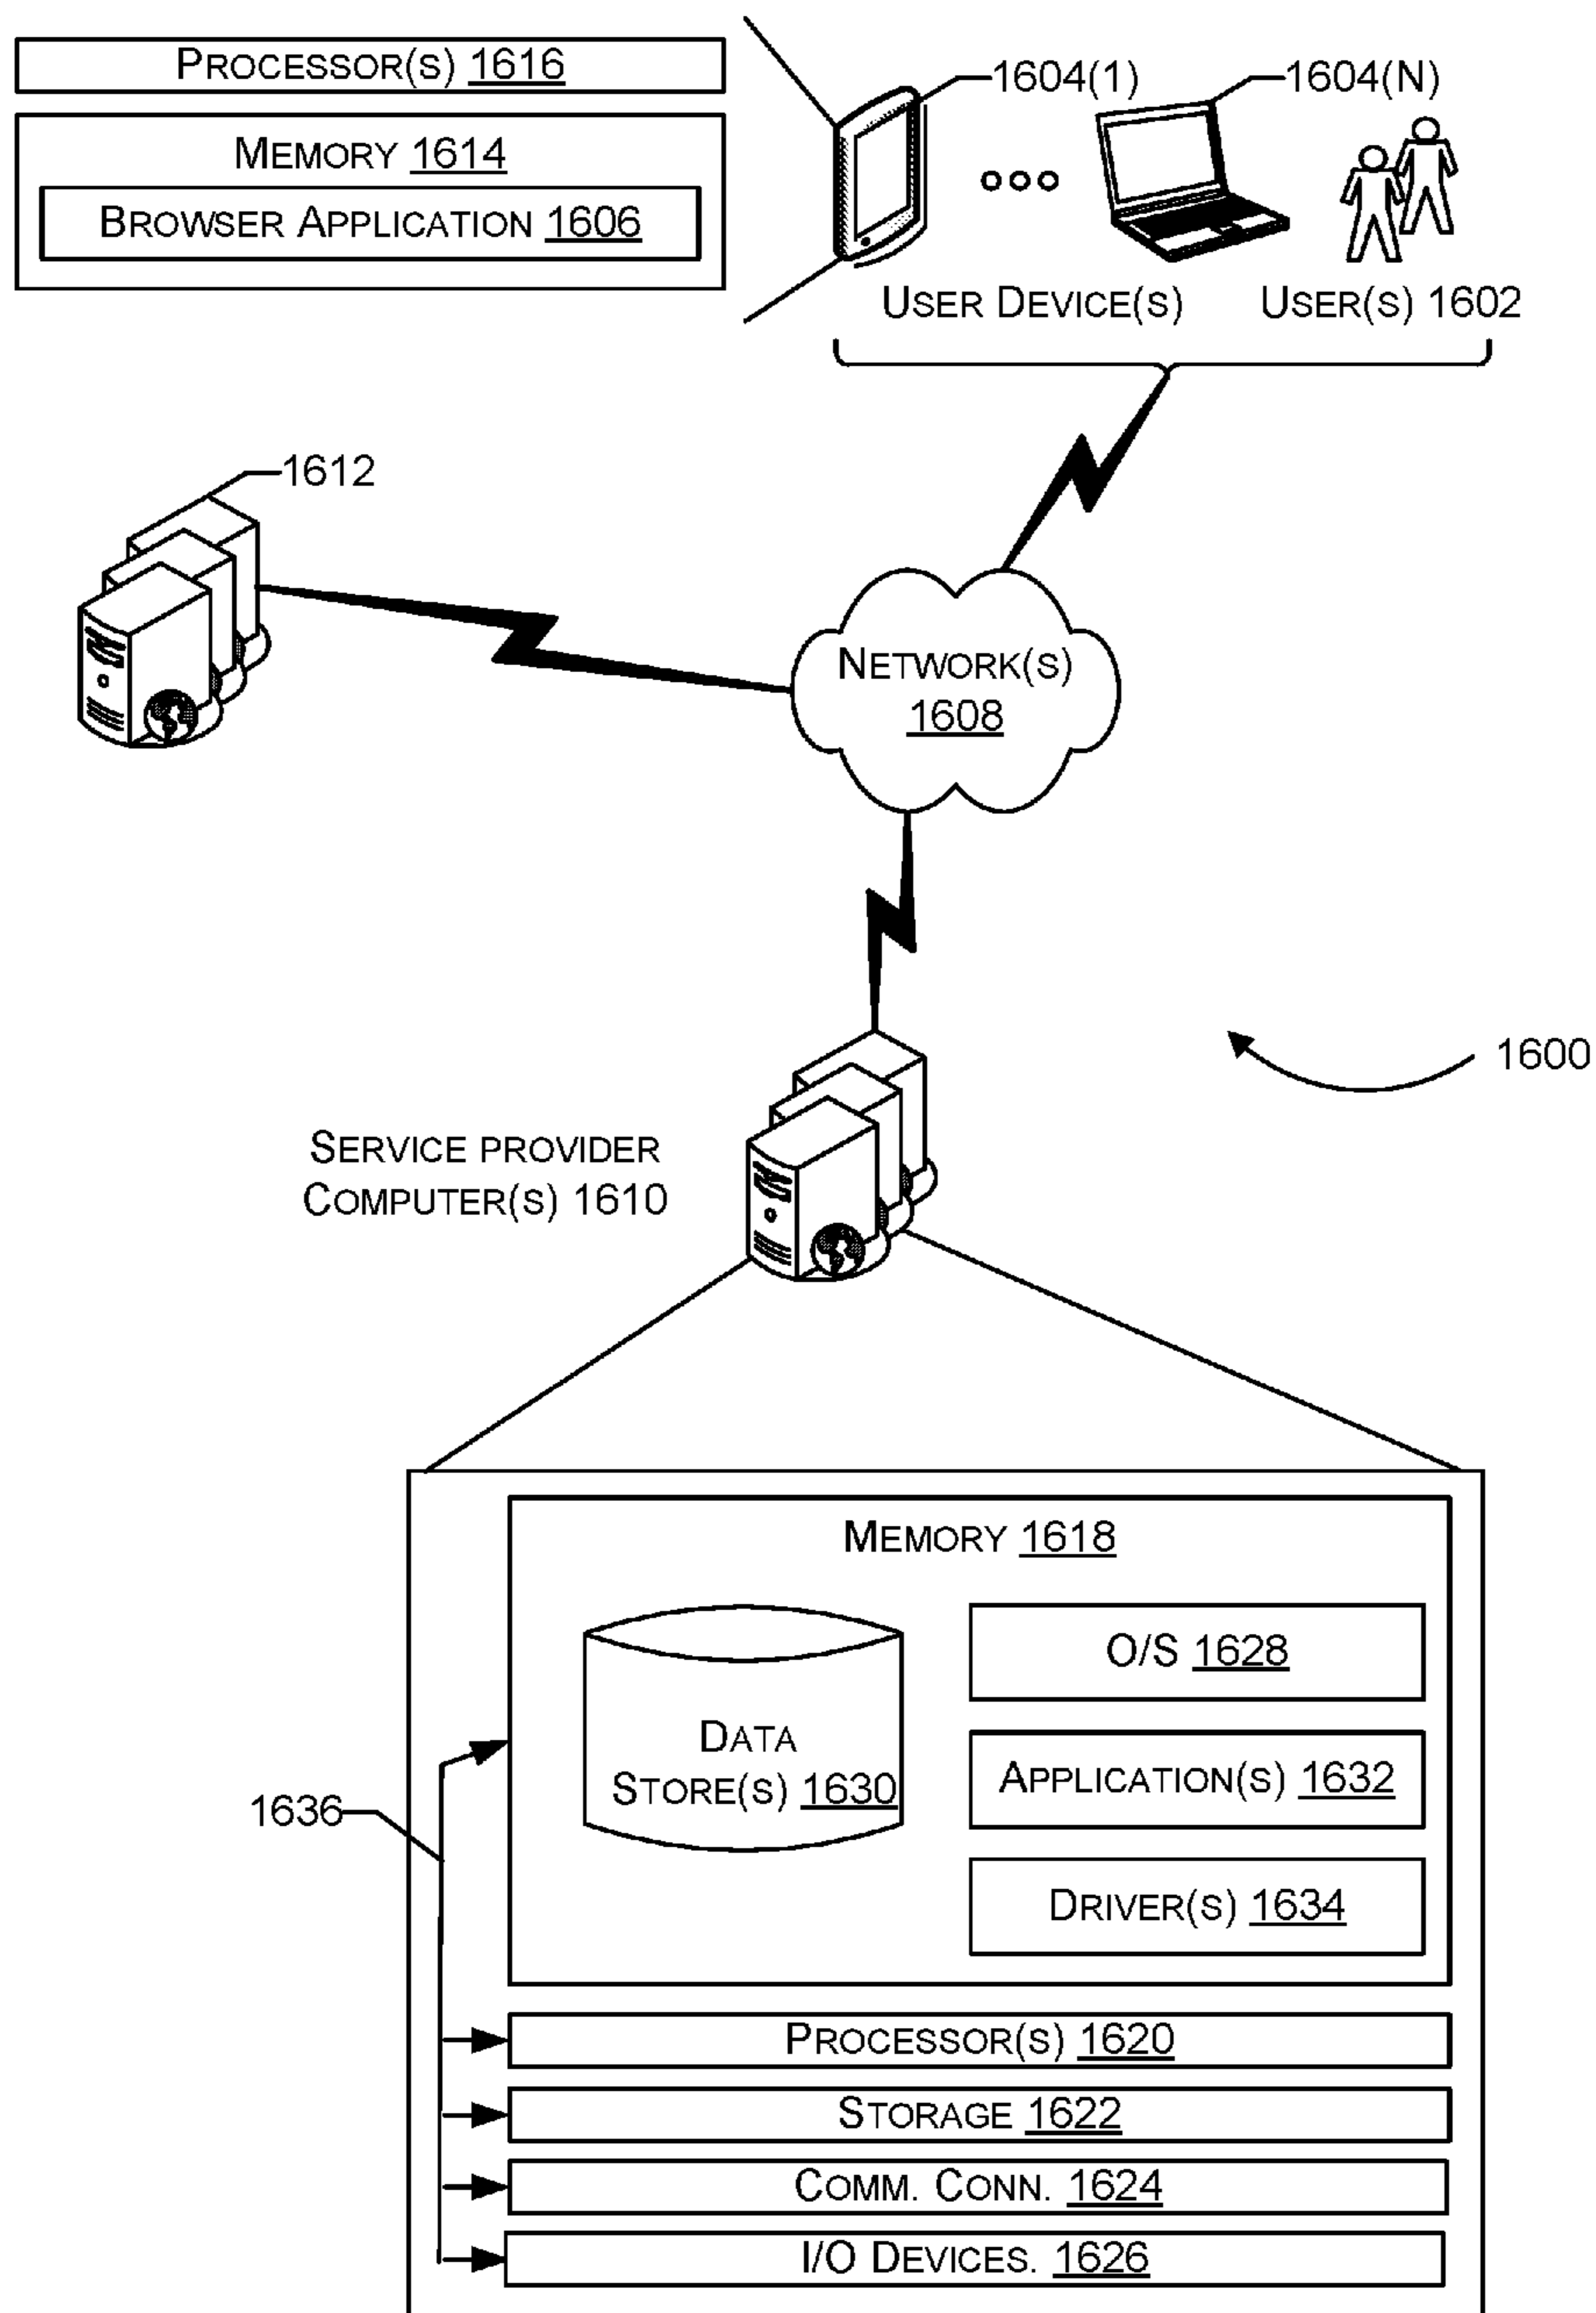 PROCESSOR(S) 1616
MEMORY 1614
BROWSER APPLICATION 1606
1604(1)
1604(N)
USER DEVICE(S)
USER(S) 1602
1612
NETWORK(S)
1608
1600
SERVICE PROVIDER
COMPUTER(S) 1610
MEMORY 1618
DATA
STORE(S) 1630
O/S 1628
APPLICATION(S) 1632
DRIVER(S) 1634
1636
PROCESSOR(S) 1620
STORAGE 1622
COMM. CONN. 1624
I/O DEVICES. 1626